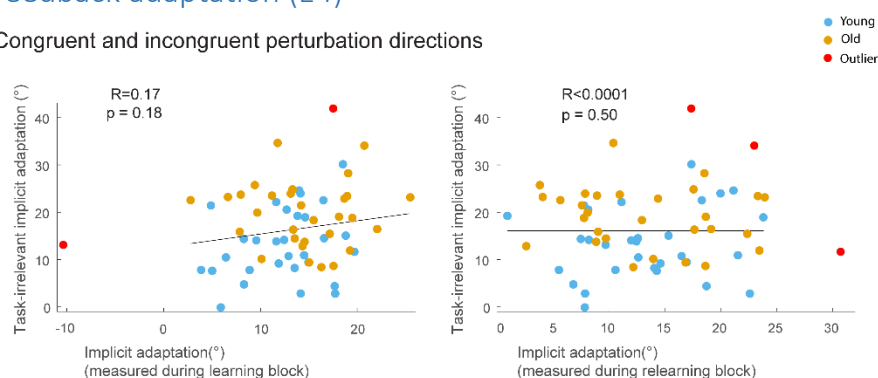 Congruent and incongruent perturbation directions
Young
Old
Outlier
R=0.17
p = 0.18
Task-irrelevant implicit adaptation (°)
40
30
20
10
0
-10
0
10
20
Implicit adaptation(°)
(measured during learning block)
R<0.0001
p = 0.50
Task-irrelevant implicit adaptation (°)
40
30
20
10
0
0
5
10
15
20
25
30
Implicit adaptation(°)
(measured during relearning block)